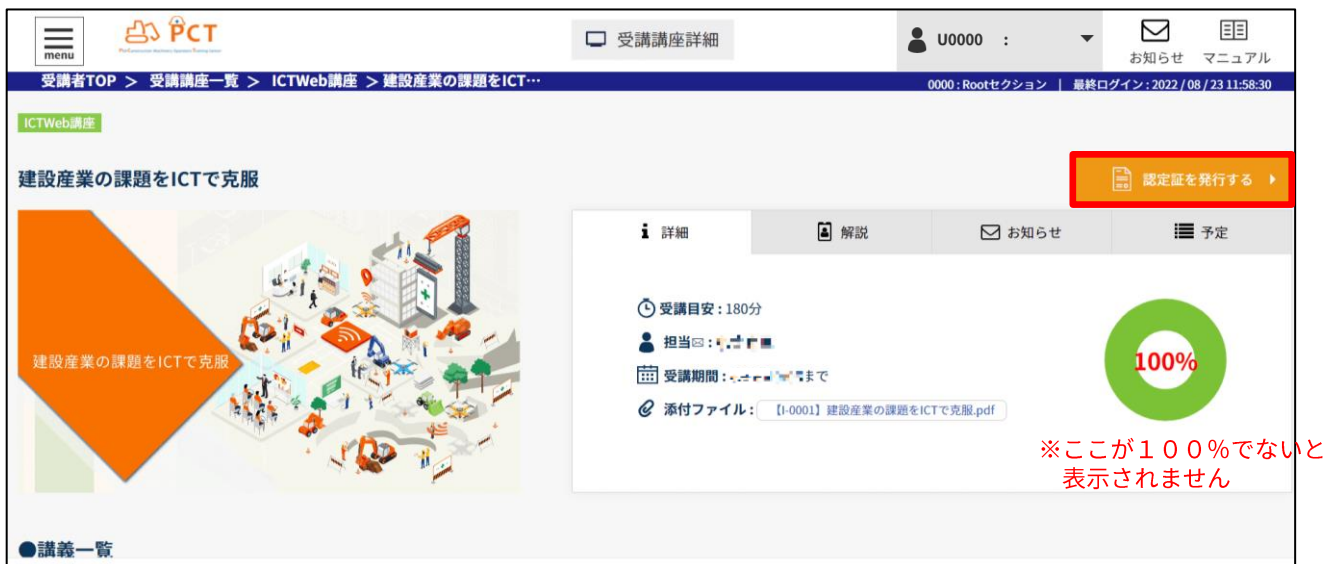 menu
PCT
受講講座詳細
U0000 :
お知らせ
マニュアル
受講者TOP > 受講講座一覧 > ICTWeb講座 > 建設産業の課題をICT…
0000 : Rootセクション | 最終ログイン : 2022 / 08 / 23 11:58:30
ICTWeb講座
建設産業の課題をICTで克服
認定証を発行する
建設産業の課題をICTで克服
詳細
解説
お知らせ
予定
受講目安 : 180分
担当 :
受講期間 : まで
添付ファイル : 【I-0001】建設産業の課題をICTで克服.pdf
100%
※ここが１００％でないと
表示されません
●講義一覧